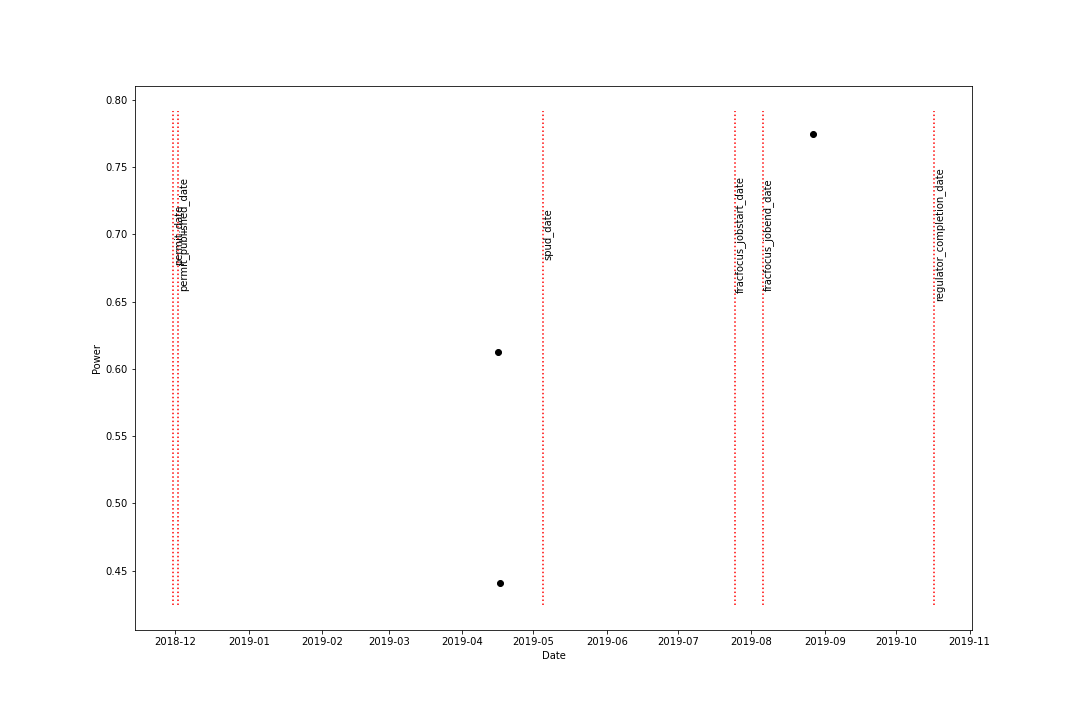 0.80
0.75
0.70
0.65
0.60
0.55
0.50
0.45
Power
permit_date
permit_published_date
spud_date
fracfocus_jobstart_date
fracfocus_jobend_date
regulator_completion_date
2018-12
2019-01
2019-02
2019-03
2019-04
2019-05
2019-06
2019-07
2019-08
2019-09
2019-10
2019-11
Date